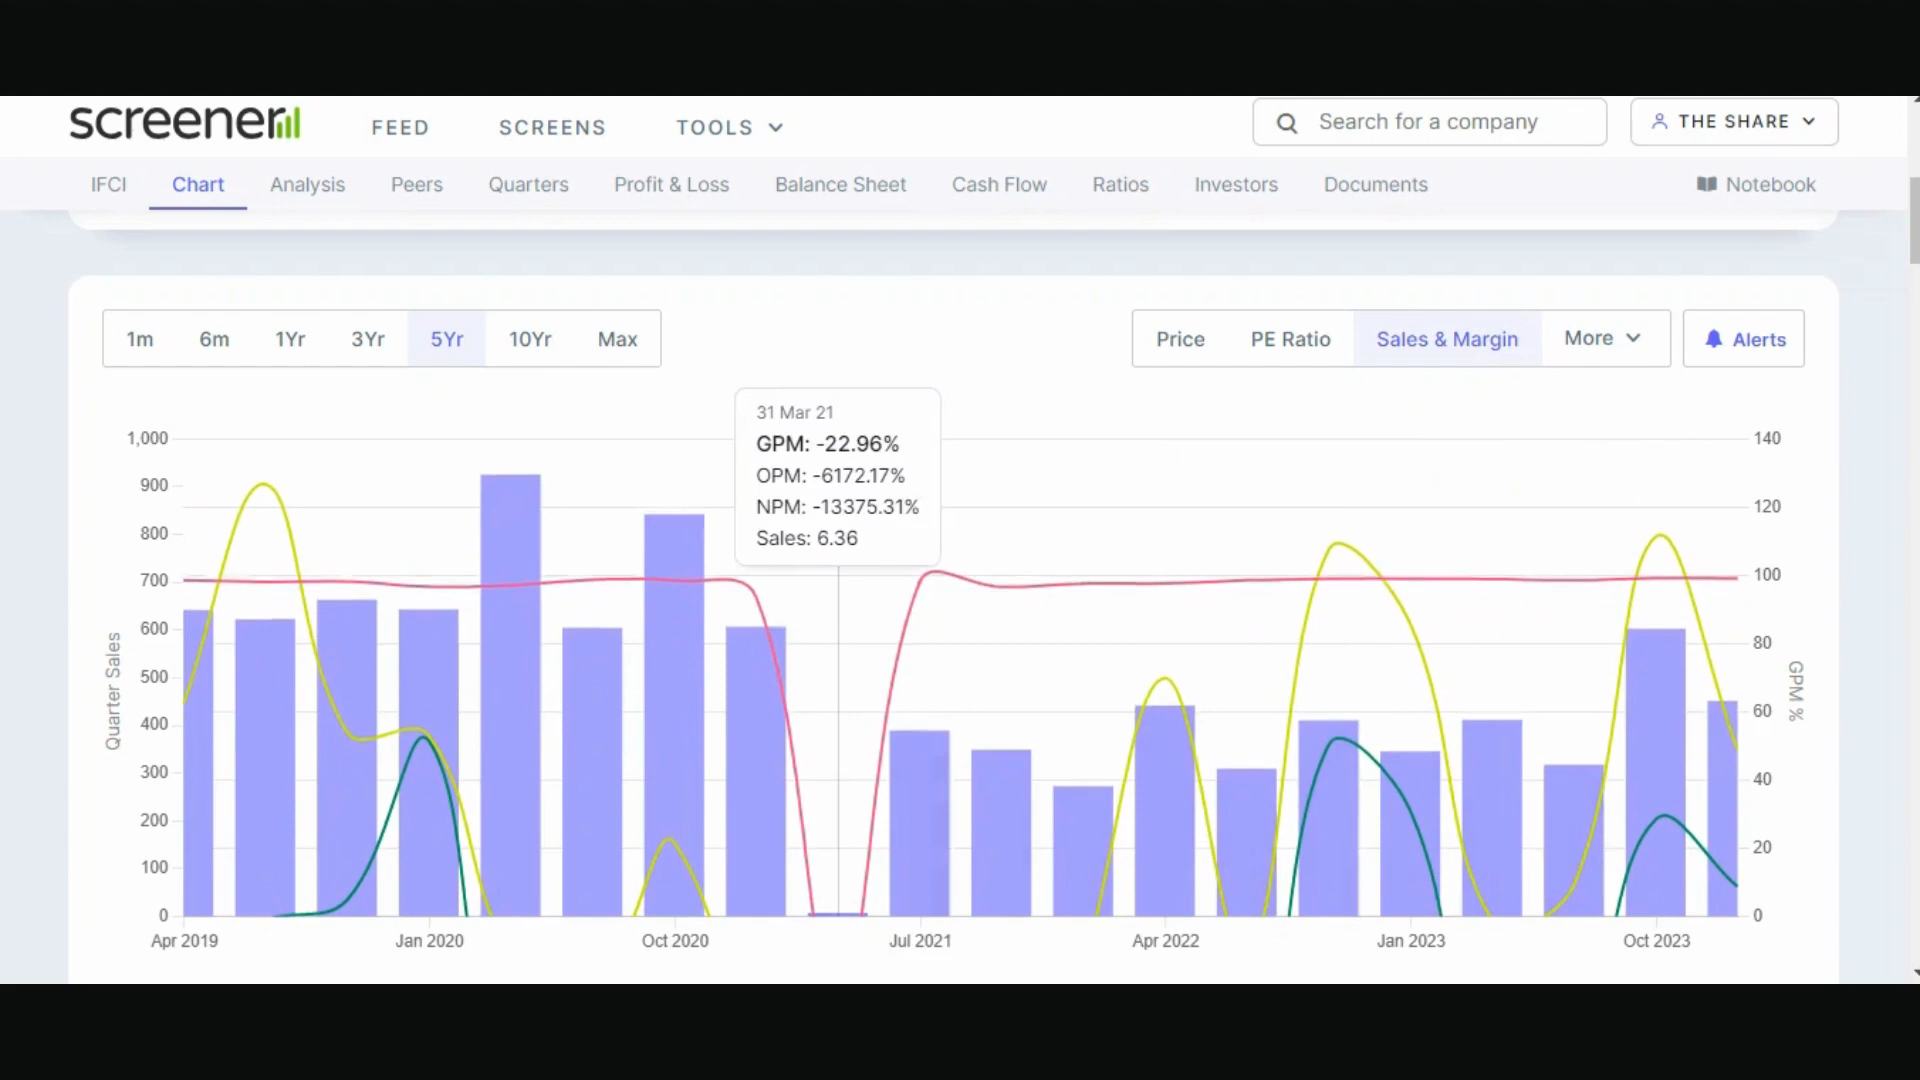 screener
FEED SCREENS TOOLS
Search for a company
THE SHARE
IFCI Chart Analysis Peers Quarters Profit & Loss Balance Sheet Cash Flow Ratios Investors Documents Notebook
1m 6m 1Yr 3Yr 5Yr 10Yr Max
Price PE Ratio Sales & Margin More Alerts
31 Mar 21
GPM: -22.96%
OPM: -6172.17%
NPM: -13375.31%
Sales: 6.36
Quarter Sales
1,000
900
800
700
600
500
400
300
200
100
0
140
120
100
80
60
40
20
0
GPM %
Apr 2019 Jan 2020 Oct 2020 Jul 2021 Apr 2022 Jan 2023 Oct 2023